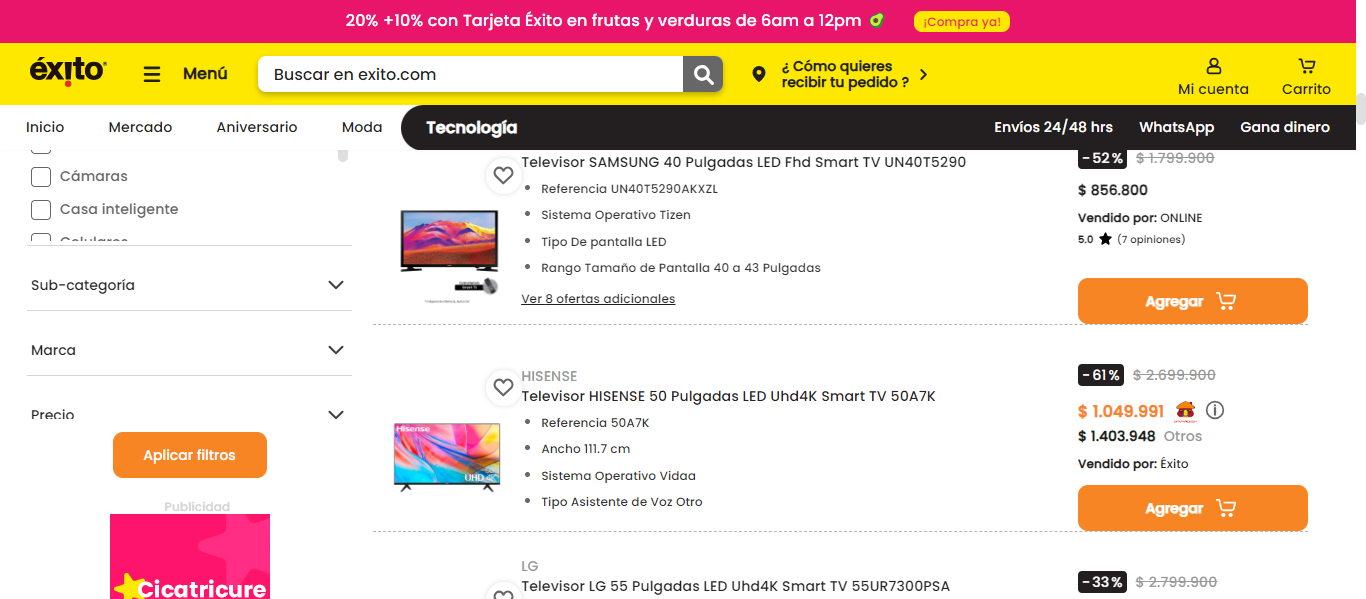 20% +10% con Tarjeta Éxito en frutas y verduras de 6am a 12pm
¡Compra ya!
éxito
Menú
Buscar en exito.com
¿ Cómo quieres
recibir tu pedido ?
Mi cuenta
Carrito
Inicio
Mercado
Aniversario
Moda
Tecnología
Envíos 24/48 hrs
WhatsApp
Gana dinero
Cámaras
Casa inteligente
Celulares
Sub-categoría
Marca
Precio
Aplicar filtros
Publicidad
Cicatricure
Televisor SAMSUNG 40 Pulgadas LED Fhd Smart TV UN40T5290
Referencia UN40T5290AKXZL
Sistema Operativo Tizen
Tipo De pantalla LED
Rango Tamaño de Pantalla 40 a 43 Pulgadas
Ver 8 ofertas adicionales
-52% $ 1.799.900
$ 856.800
Vendido por: ONLINE
5.0 (7 opiniones)
Agregar
HISENSE
Televisor HISENSE 50 Pulgadas LED Uhd4K Smart TV 50A7K
Referencia 50A7K
Ancho 111.7 cm
Sistema Operativo Vidaa
Tipo Asistente de Voz Otro
Hisense
UHD 4K
-61% $ 2.699.900
$ 1.049.991
$ 1.403.948 Otros
Vendido por: Éxito
Agregar
LG
Televisor LG 55 Pulgadas LED Uhd4K Smart TV 55UR7300PSA
-33% $ 2.799.900